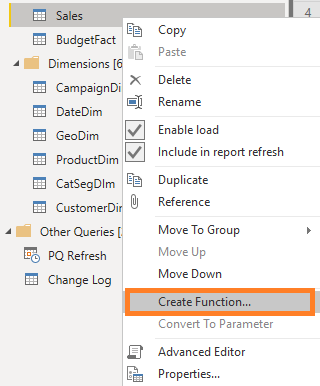 Sales
BudgetFact
Dimensions [6
CampaignDi
DateDim
GeoDim
ProductDim
CatSegDIm
CustomerDir
Other Queries [
PQ Refresh
Change Log
4
Copy
Paste
Delete
Rename
Enable load
Include in report refresh
Duplicate
Reference
Move To Group
Move Up
Move Down
Create Function...
Convert To Parameter
Advanced Editor
Properties...